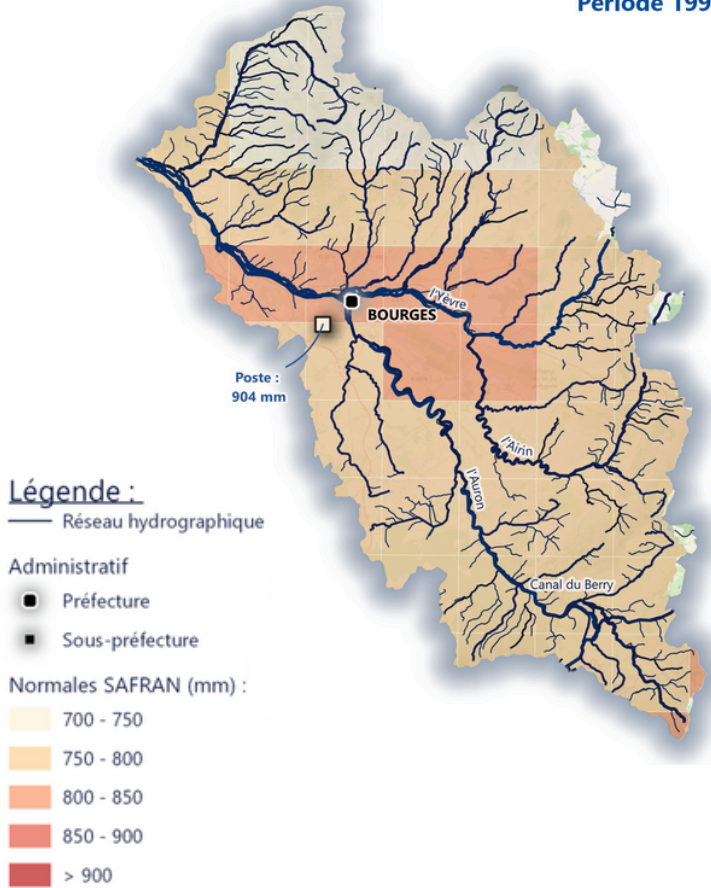 Période 199
l'Yèvre
BOURGES
Poste :
904 mm
l'Airin
l'Auron
Canal du Berry
Légende :
Réseau hydrographique
Administratif
Préfecture
Sous-préfecture
Normales SAFRAN (mm) :
700 - 750
750 - 800
800 - 850
850 - 900
> 900